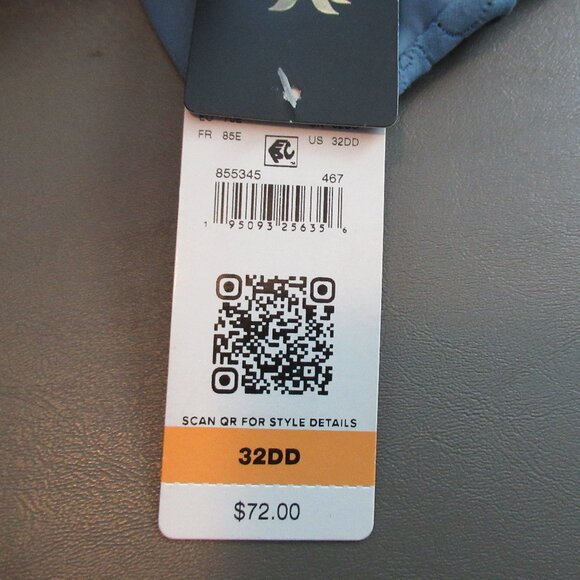 FR 85E US 32DD
855345 467
1 95093 25635 6
SCAN QR FOR STYLE DETAILS
32DD
$72.00